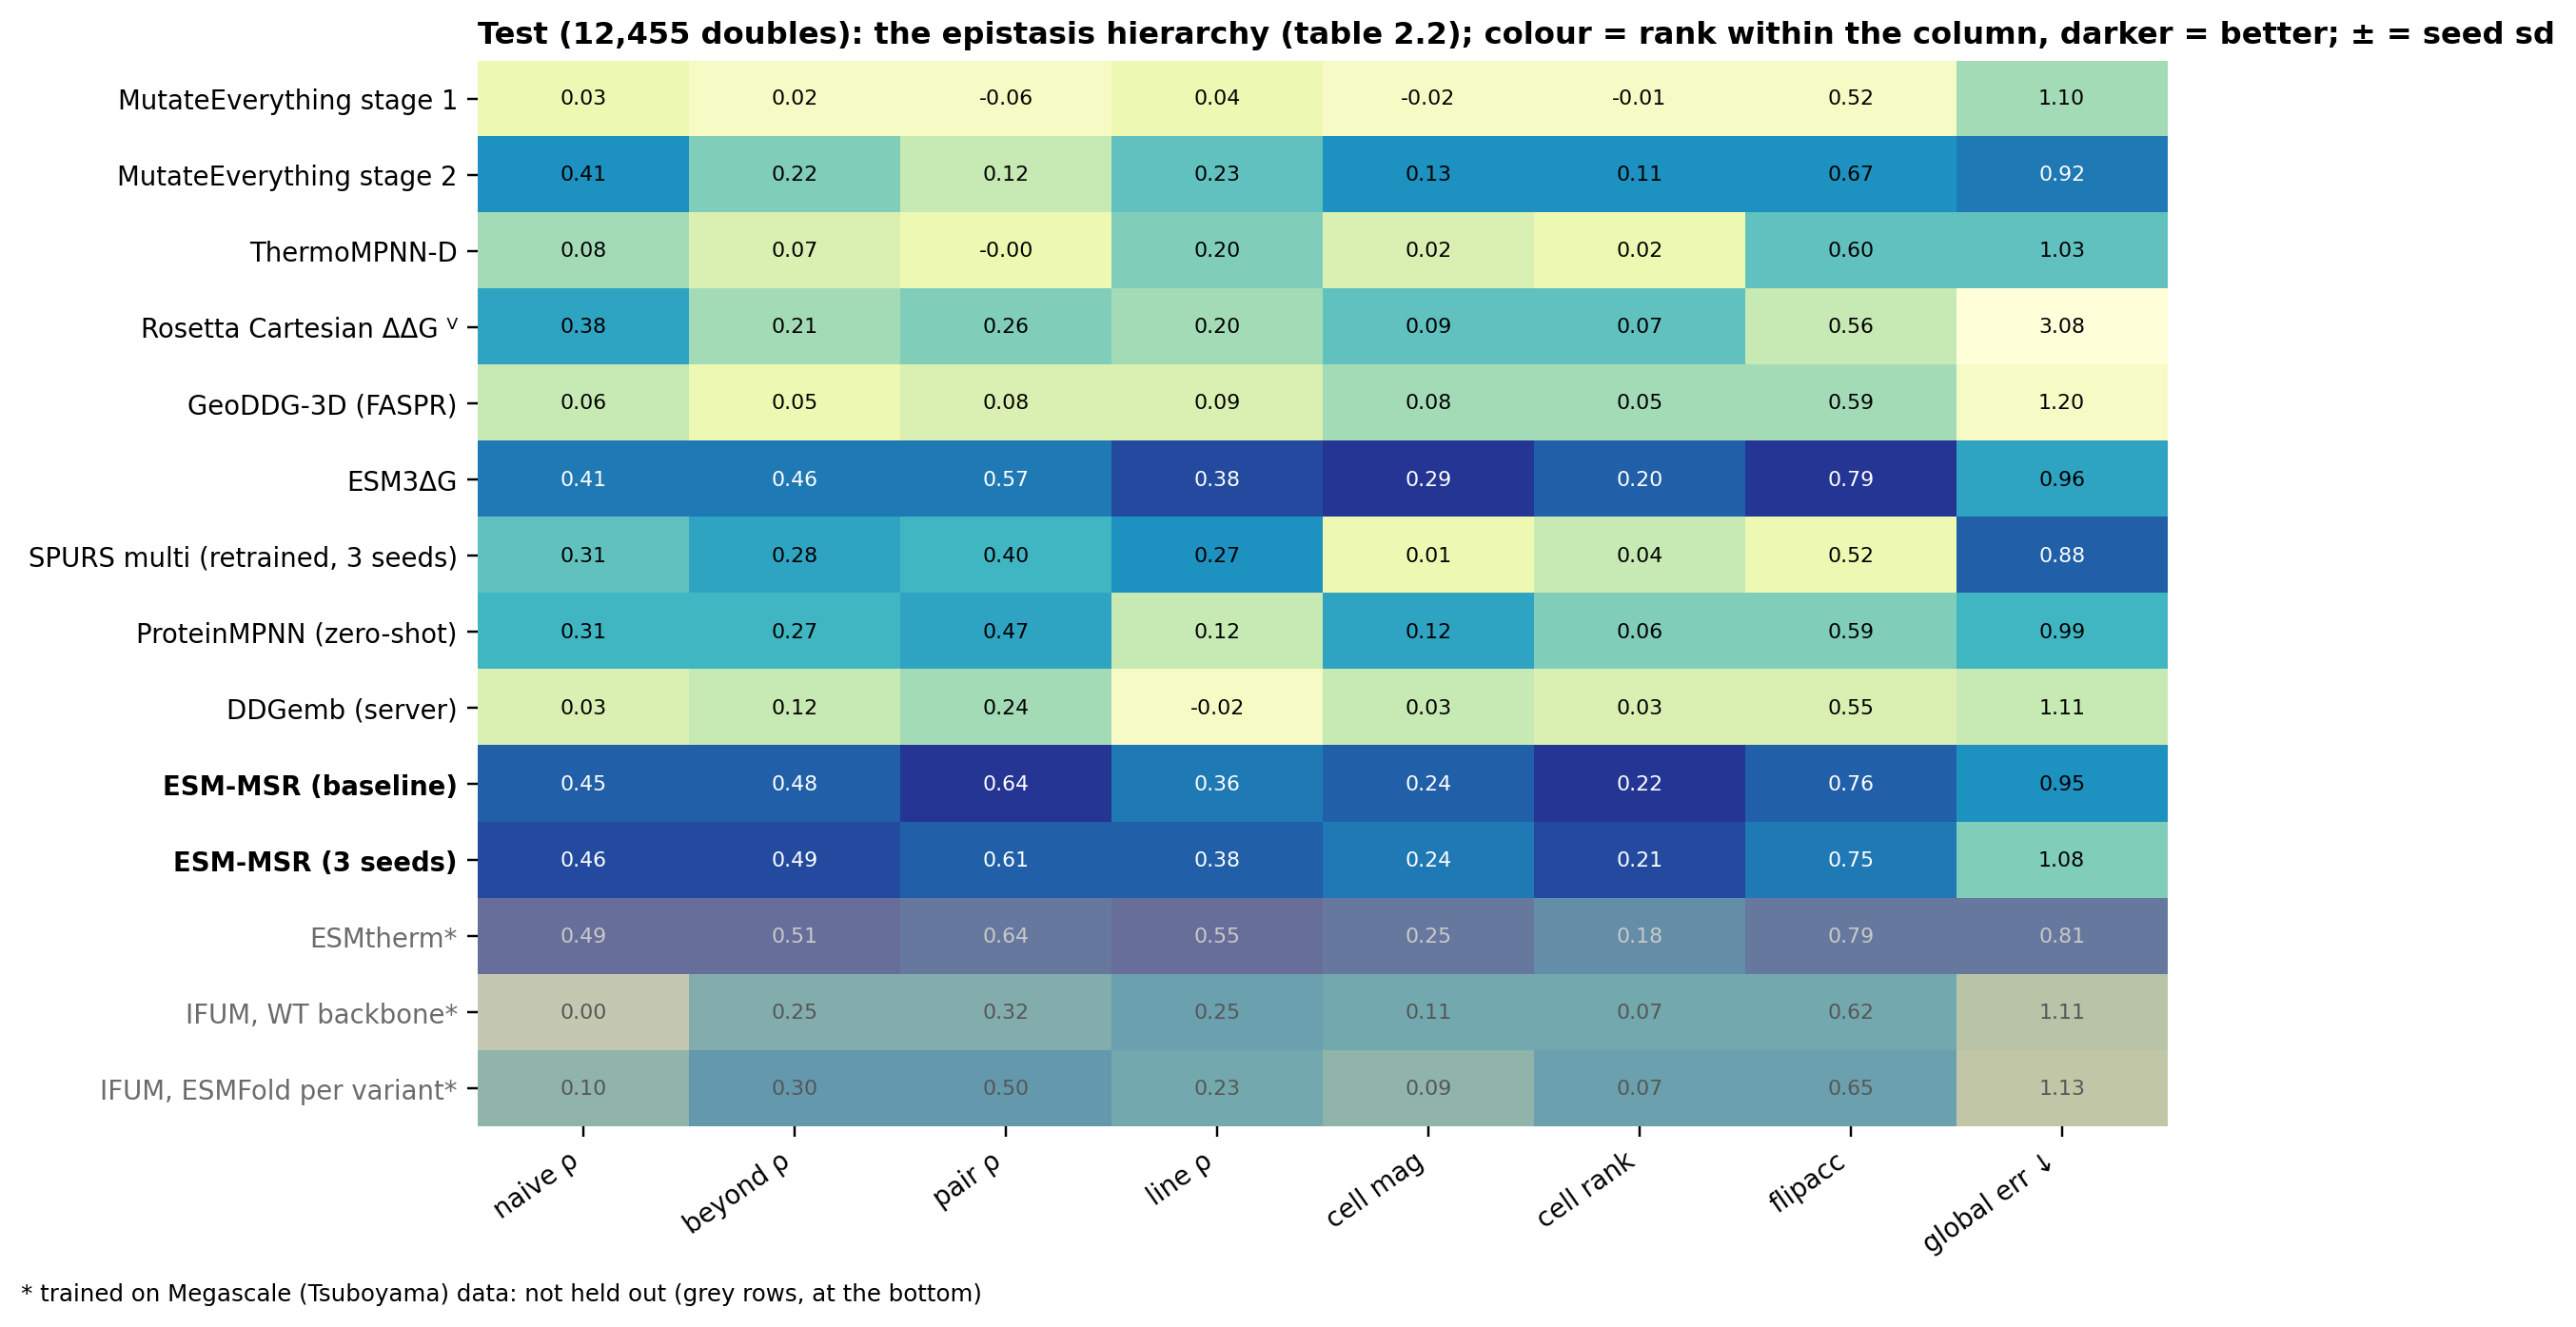 Test (12,455 doubles): the epistasis hierarchy (table 2.2); colour = rank within the column, darker = better; ± = seed sd
MutateEverything stage 1 0.03 0.02 -0.06 0.04 -0.02 -0.01 0.52 1.10
MutateEverything stage 2 0.41 0.22 0.12 0.23 0.13 0.11 0.67 0.92
ThermoMPNN-D 0.08 0.07 -0.00 0.20 0.02 0.02 0.60 1.03
Rosetta Cartesian ΔΔG ⱽ 0.38 0.21 0.26 0.20 0.09 0.07 0.56 3.08
GeoDDG-3D (FASPR) 0.06 0.05 0.08 0.09 0.08 0.05 0.59 1.20
ESM3ΔG 0.41 0.46 0.57 0.38 0.29 0.20 0.79 0.96
SPURS multi (retrained, 3 seeds) 0.31 0.28 0.40 0.27 0.01 0.04 0.52 0.88
ProteinMPNN (zero-shot) 0.31 0.27 0.47 0.12 0.12 0.06 0.59 0.99
DDGemb (server) 0.03 0.12 0.24 -0.02 0.03 0.03 0.55 1.11
ESM-MSR (baseline) 0.45 0.48 0.64 0.36 0.24 0.22 0.76 0.95
ESM-MSR (3 seeds) 0.46 0.49 0.61 0.38 0.24 0.21 0.75 1.08
ESMtherm* 0.49 0.51 0.64 0.55 0.25 0.18 0.79 0.81
IFUM, WT backbone* 0.00 0.25 0.32 0.25 0.11 0.07 0.62 1.11
IFUM, ESMFold per variant* 0.10 0.30 0.50 0.23 0.09 0.07 0.65 1.13
naive ρ beyond ρ pair ρ line ρ cell mag cell rank flipacc global err ↓
* trained on Megascale (Tsuboyama) data: not held out (grey rows, at the bottom)